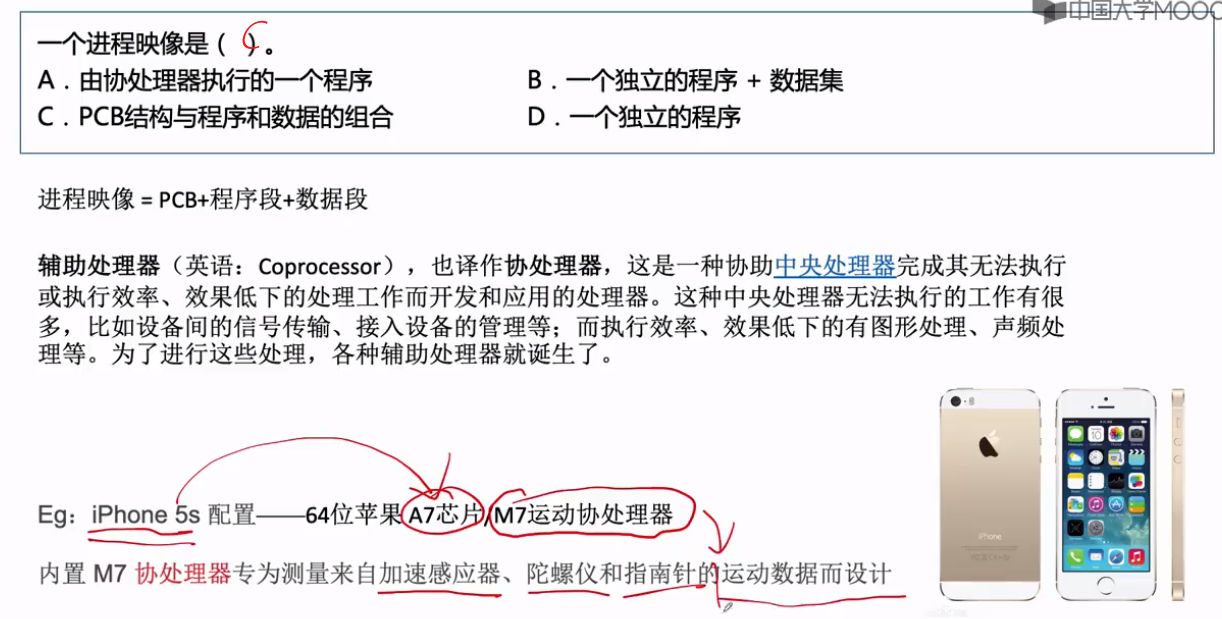 中国大学MOOC
一个进程映像是( C )。
A．由协处理器执行的一个程序
B．一个独立的程序 + 数据集
C．PCB结构与程序和数据的组合
D．一个独立的程序
进程映像 = PCB+程序段+数据段
辅助处理器（英语：Coprocessor），也译作协处理器，这是一种协助中央处理器完成其无法执行
或执行效率、效果低下的处理工作而开发和应用的处理器。这种中央处理器无法执行的工作有很
多，比如设备间的信号传输、接入设备的管理等；而执行效率、效果低下的有图形处理、声频处
理等。为了进行这些处理，各种辅助处理器就诞生了。
Eg：iPhone 5s 配置——64位苹果A7芯片/M7运动协处理器
内置 M7 协处理器专为测量来自加速感应器、陀螺仪和指南针的运动数据而设计
iPhone